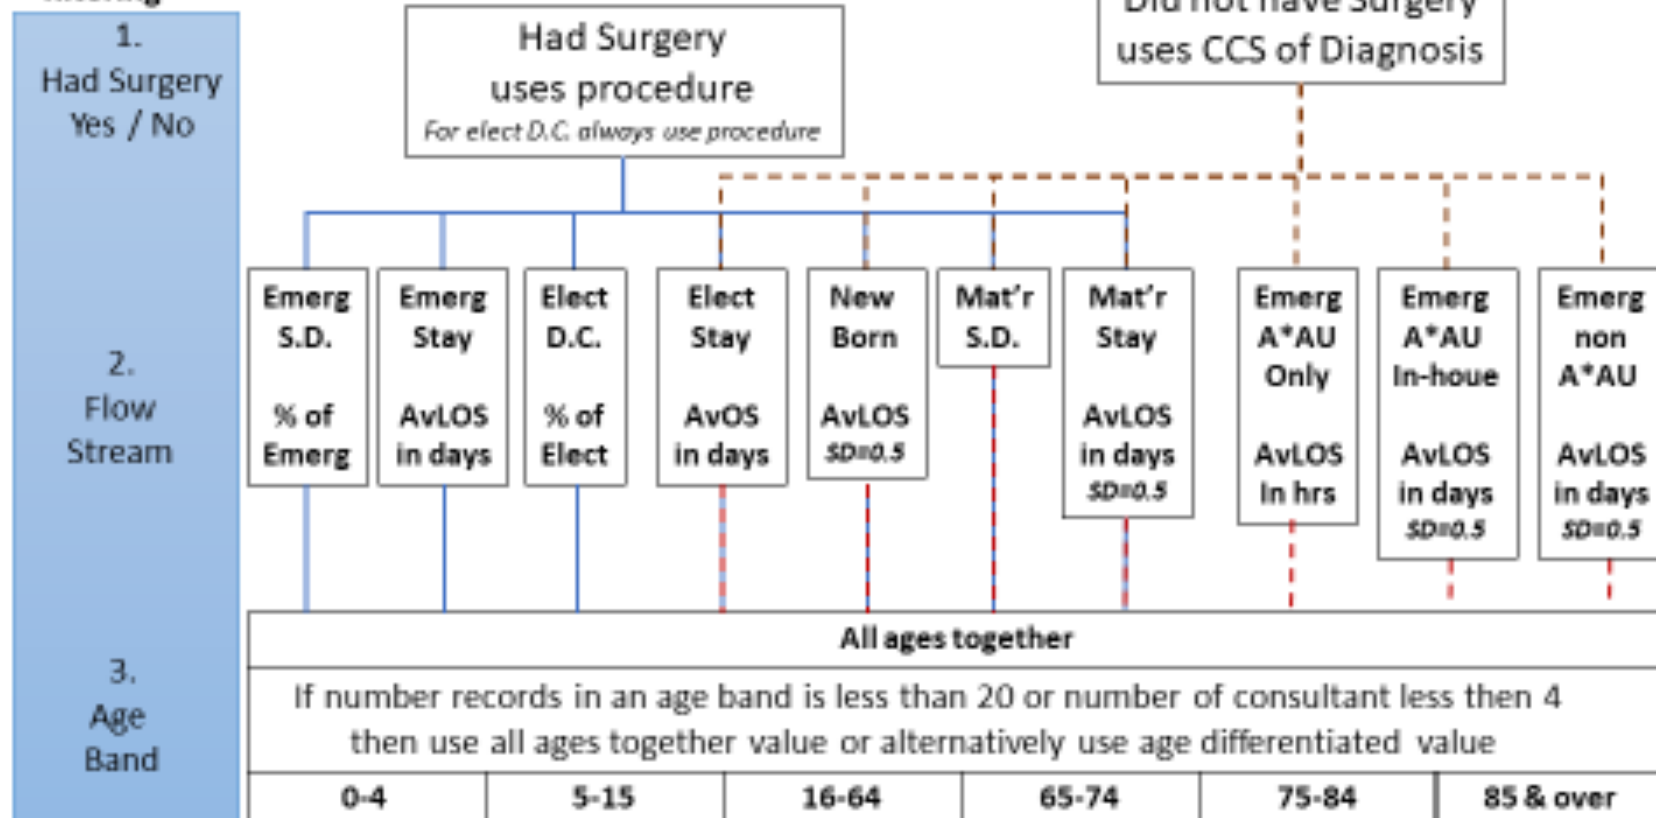 1.
Had Surgery
Yes / No
Had Surgery
uses procedure
For elect D.C. always use procedure
Did not have Surgery
uses CCS of Diagnosis
2.
Flow
Stream
Emerg
S.D.
% of
Emerg
Emerg
Stay
AvLOS
in days
Elect
D.C.
% of
Elect
Elect
Stay
AvOS
in days
New
Born
AvLOS
SD=0.5
Mat’r
S.D.
Mat’r
Stay
AvLOS
in days
SD=0.5
Emerg
A*AU
Only
AvLOS
In hrs
Emerg
A*AU
In-houe
AvLOS
in days
SD=0.5
Emerg
non
A*AU
AvLOS
in days
SD=0.5
3.
Age
Band
All ages together
If number records in an age band is less than 20 or number of consultant less then 4
then use all ages together value or alternatively use age differentiated value
0-4
5-15
16-64
65-74
75-84
85 & over